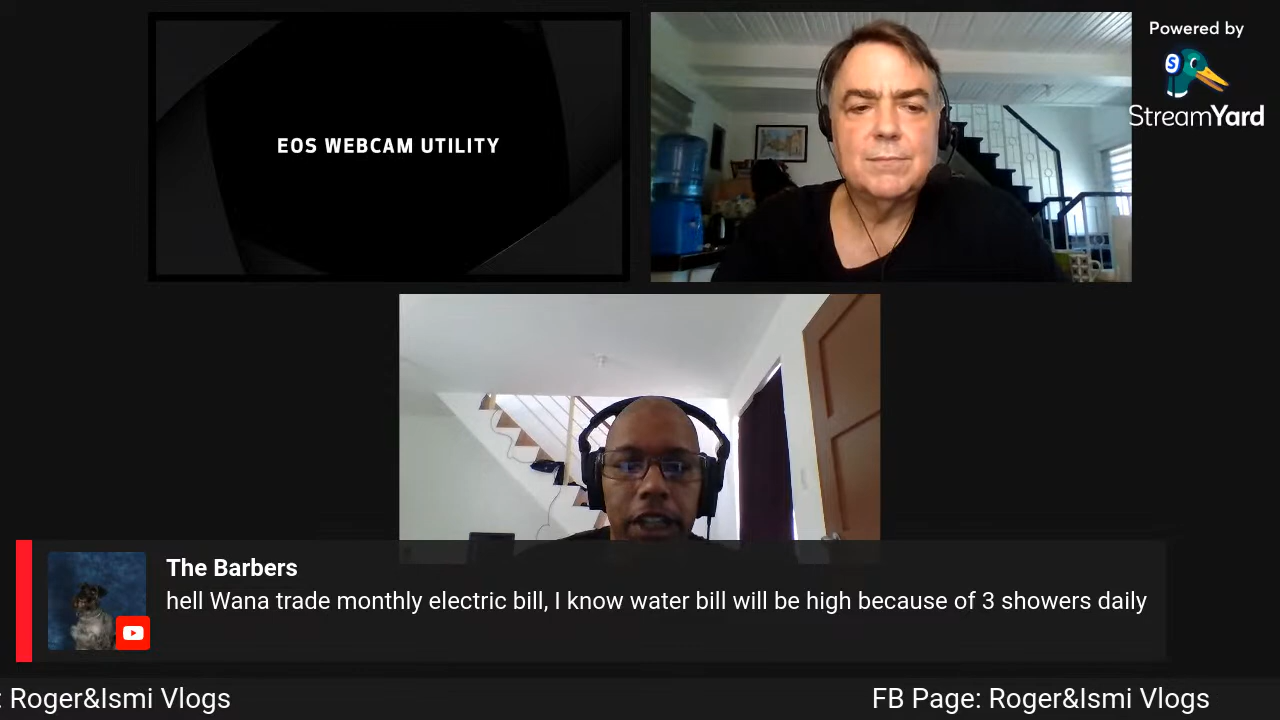 Powered by
S
StreamYard
EOS WEBCAM UTILITY
The Barbers
hell Wana trade monthly electric bill, I know water bill will be high because of 3 showers daily
: Roger&Ismi Vlogs
FB Page: Roger&Ismi Vlogs